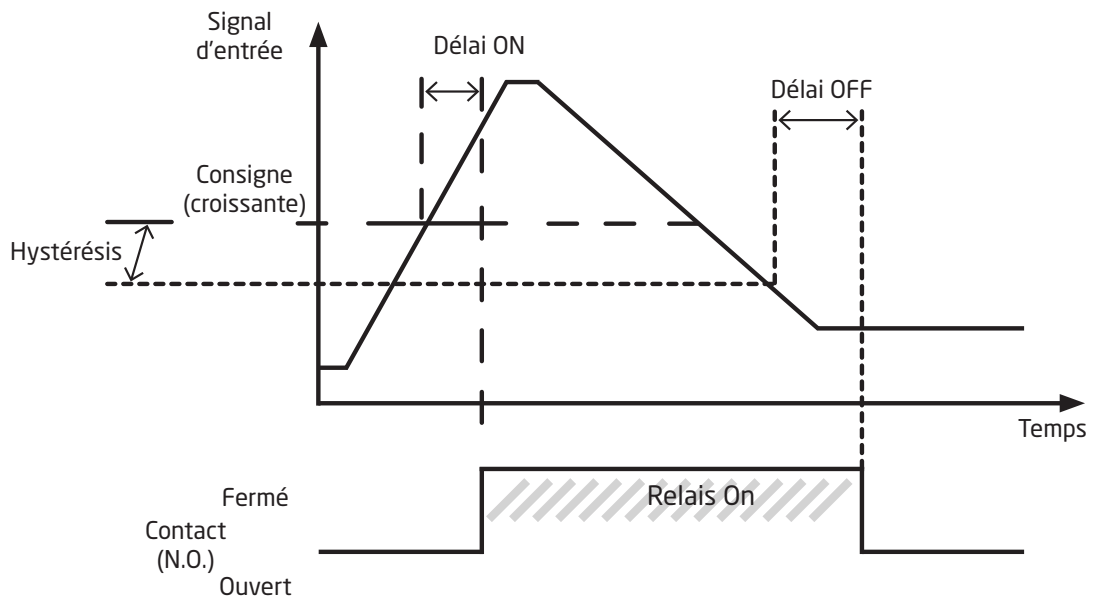 Signal
d'entrée
Délai ON
Délai OFF
Consigne
(croissante)
Hystérésis
Temps
Fermé
Relais On
Contact
(N.O.)
Ouvert